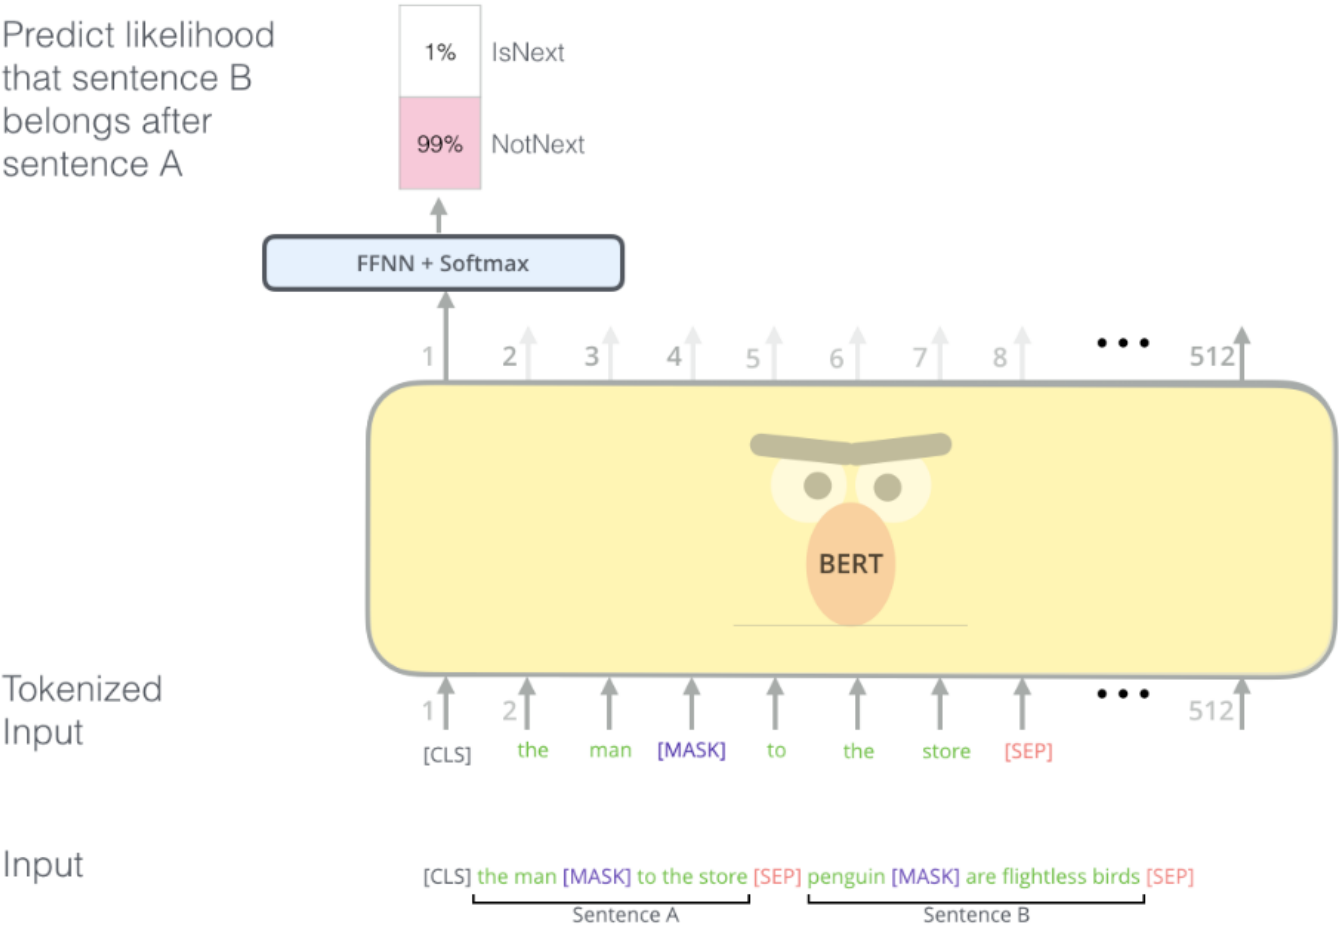 Predict likelihood
that sentence B
belongs after
sentence A
1% IsNext
99% NotNext
FFNN + Softmax
1 2 3 4 5 6 7 8 ••• 512
BERT
Tokenized
Input
1 2 ••• 512
[CLS] the man [MASK] to the store [SEP]
Input
[CLS] the man [MASK] to the store [SEP] penguin [MASK] are flightless birds [SEP]
Sentence A Sentence B